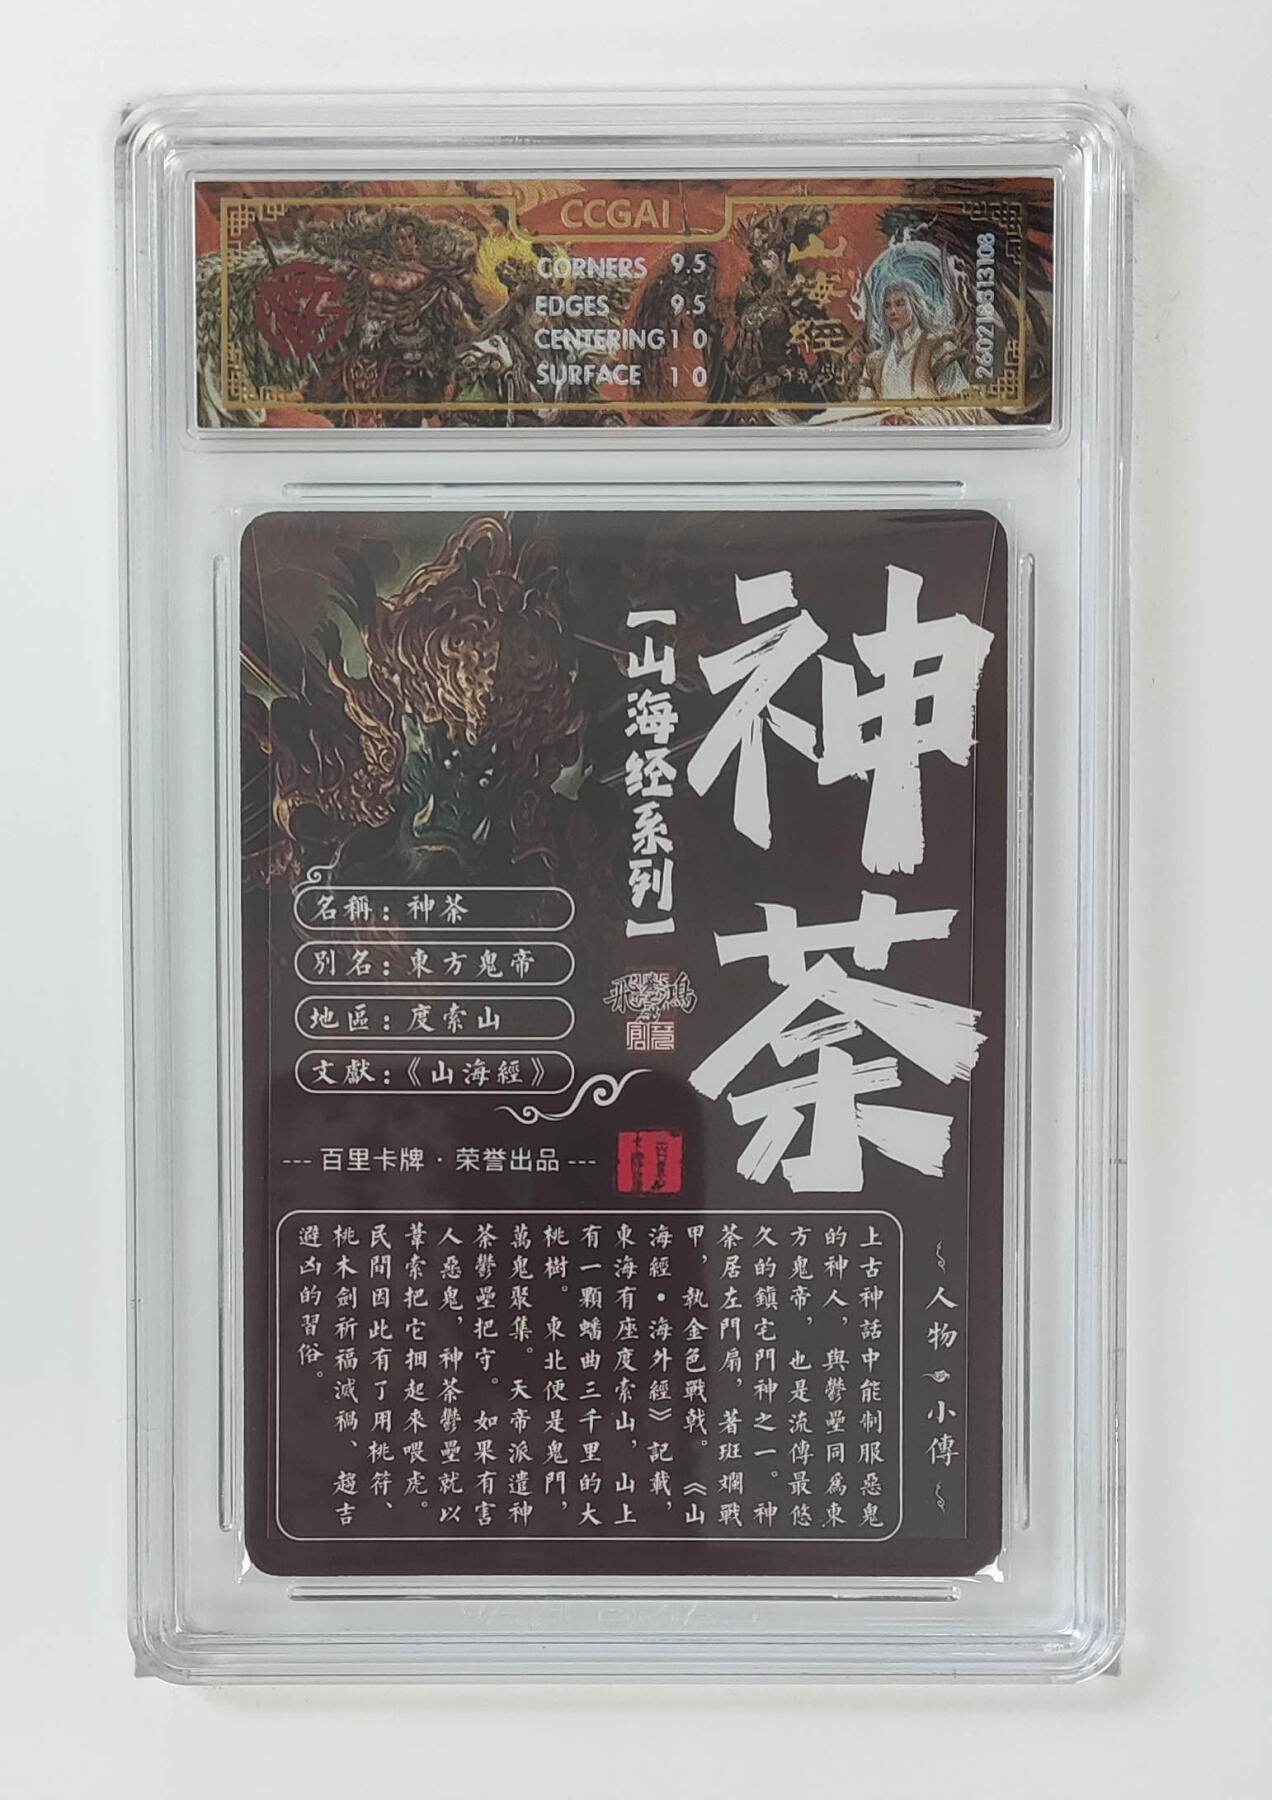 CCGAI
CORNERS 9.5
EDGES 9.5
CENTERING 10
SURFACE 10
山海經
2602183313108
神荼
【山海经系列】
飛鴻
創意
名稱：神荼
別名：東方鬼帝
地區：度索山
文獻：《山海經》
--- 百里卡牌 · 荣誉出品 ---
人物小傳
上古神話中能制服惡鬼
的神人，與鬱壘同為東
方鬼帝，也是流傳最悠
久的鎮宅門神之一。神
荼居左門扇，著斑斕戰
甲，執金色戰戟。《山
海經•海外經》記載，
東海有座度索山，山上
有一顆蟠曲三千里的大
桃樹。東北便是鬼門，
萬鬼聚集。天帝派遣神
荼鬱壘把守。如果有害
人惡鬼，神荼鬱壘就以
葦索把它捆起來喂虎。
民間因此有了用桃符、
桃木劍祈福滅禍、趨吉
避凶的習俗。